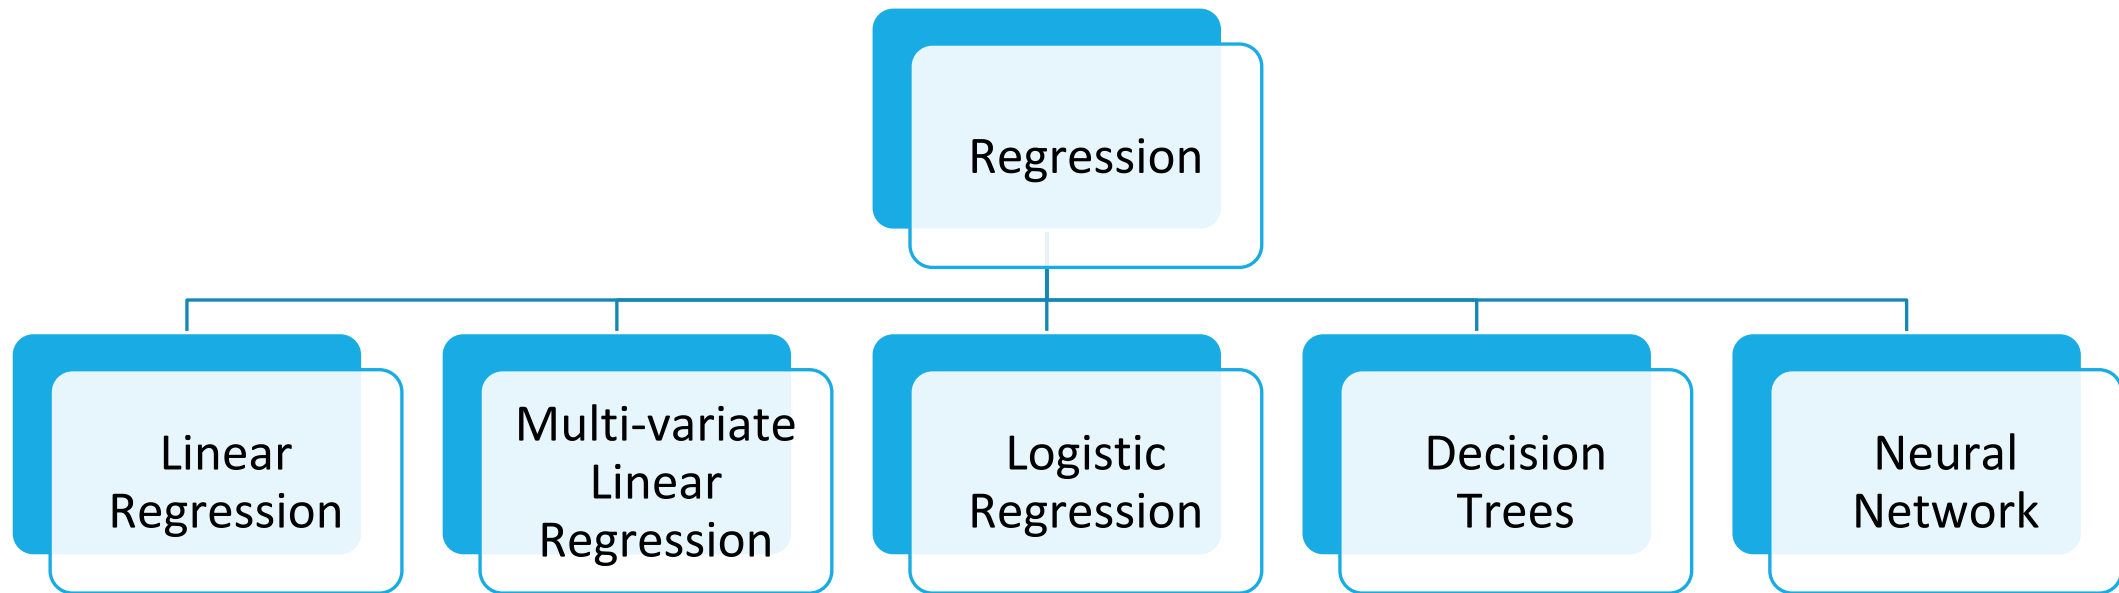 Regression
Linear
Regression
Multi-variate
Linear
Regression
Logistic
Regression
Decision
Trees
Neural
Network